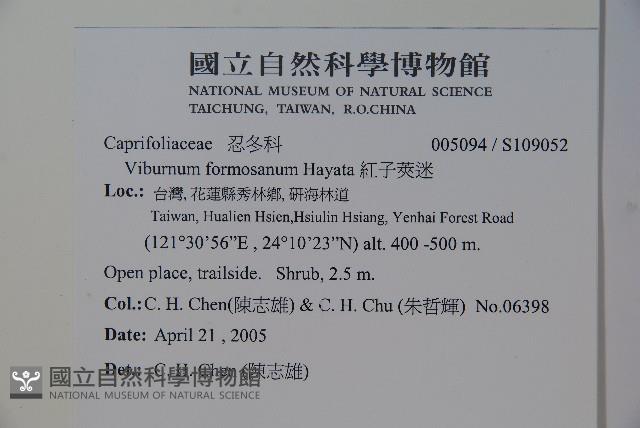 國立自然科學博物館
NATIONAL MUSEUM OF NATURAL SCIENCE
TAICHUNG, TAIWAN, R.O.CHINA
Caprifoliaceae 忍冬科 005094 / S109052
Viburnum formosanum Hayata 紅子莢迷
Loc.: 台灣, 花蓮縣秀林鄉, 研海林道
Taiwan, Hualien Hsien,Hsiulin Hsiang, Yenhai Forest Road
(121°30'56”E , 24°10'23”N) alt. 400 -500 m.
Open place, trailside. Shrub, 2.5 m.
Col.:C. H. Chen(陳志雄) & C. H. Chu (朱哲輝) No.06398
Date: April 21 , 2005
Det.: C. H. Chen (陳志雄)
國立自然科學博物館
NATIONAL MUSEUM OF NATURAL SCIENCE